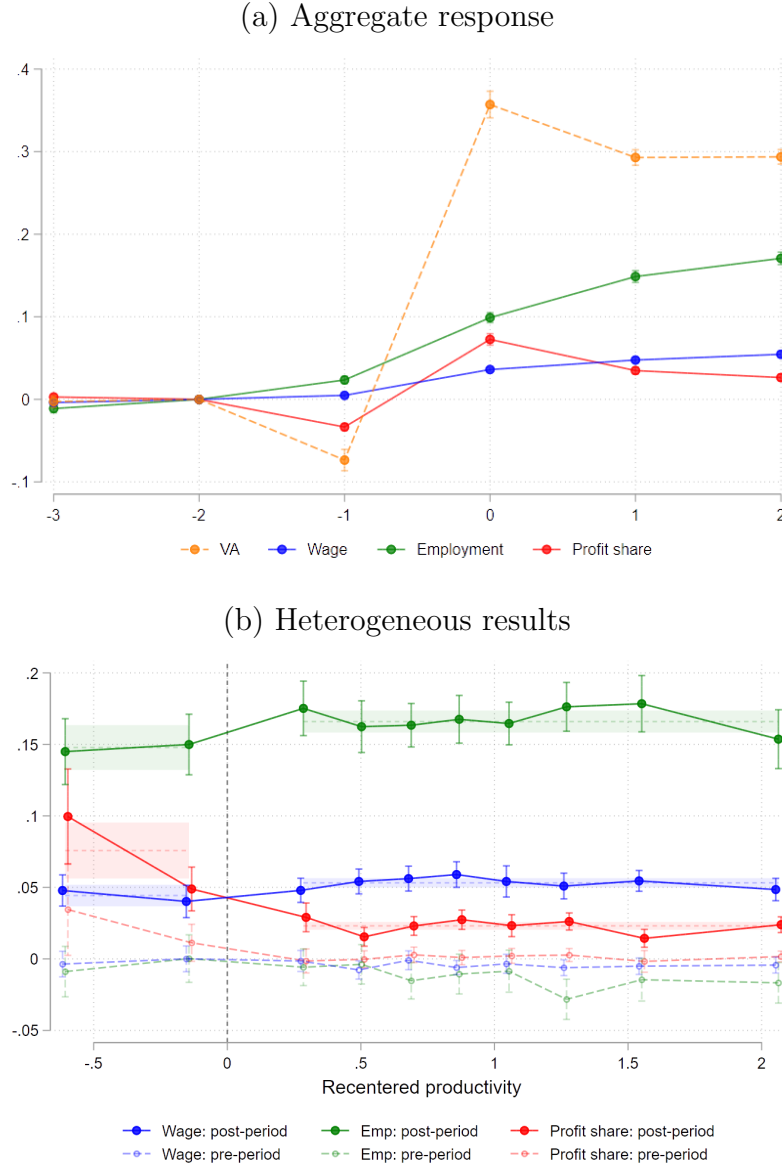 (a) Aggregate response
.4
.3
.2
.1
0
-.1
-3 -2 -1 0 1 2
VA Wage Employment Profit share
(b) Heterogeneous results
.2
.15
.1
.05
0
-.05
-.5 0 .5 1 1.5 2
Recentered productivity
Wage: post-period Emp: post-period Profit share: post-period
Wage: pre-period Emp: pre-period Profit share: pre-period